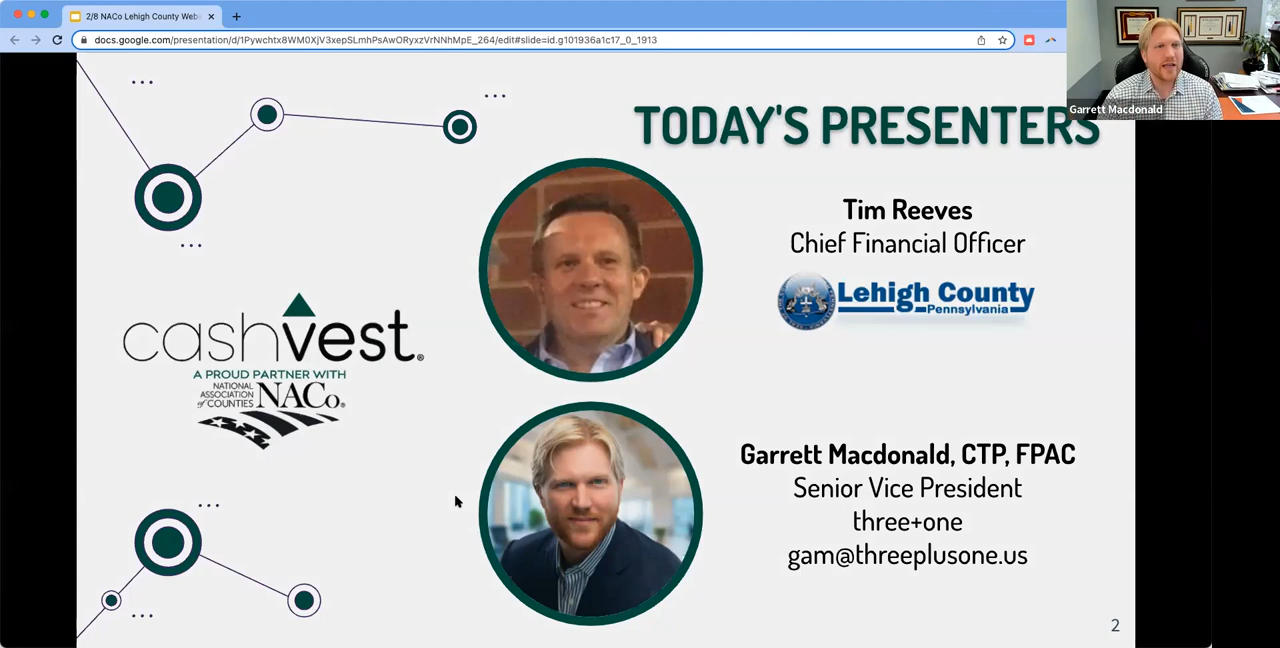 2/8 NACo Lehigh County Web
docs.google.com/presentation/d/1Pywchtx8WM0XjV3xepSLmhPsAwORyxzVrNNhMpE_264/edit#slide=id.g101936a1c17_0_1913
Garrett Macdonald
TODAY'S PRESENTERS
Tim Reeves
Chief Financial Officer
Lehigh County
Pennsylvania
cashvest®
A PROUD PARTNER WITH
NATIONAL
ASSOCIATION
of COUNTIES
NACo®
Garrett Macdonald, CTP, FPAC
Senior Vice President
three+one
gam@threeplusone.us
2